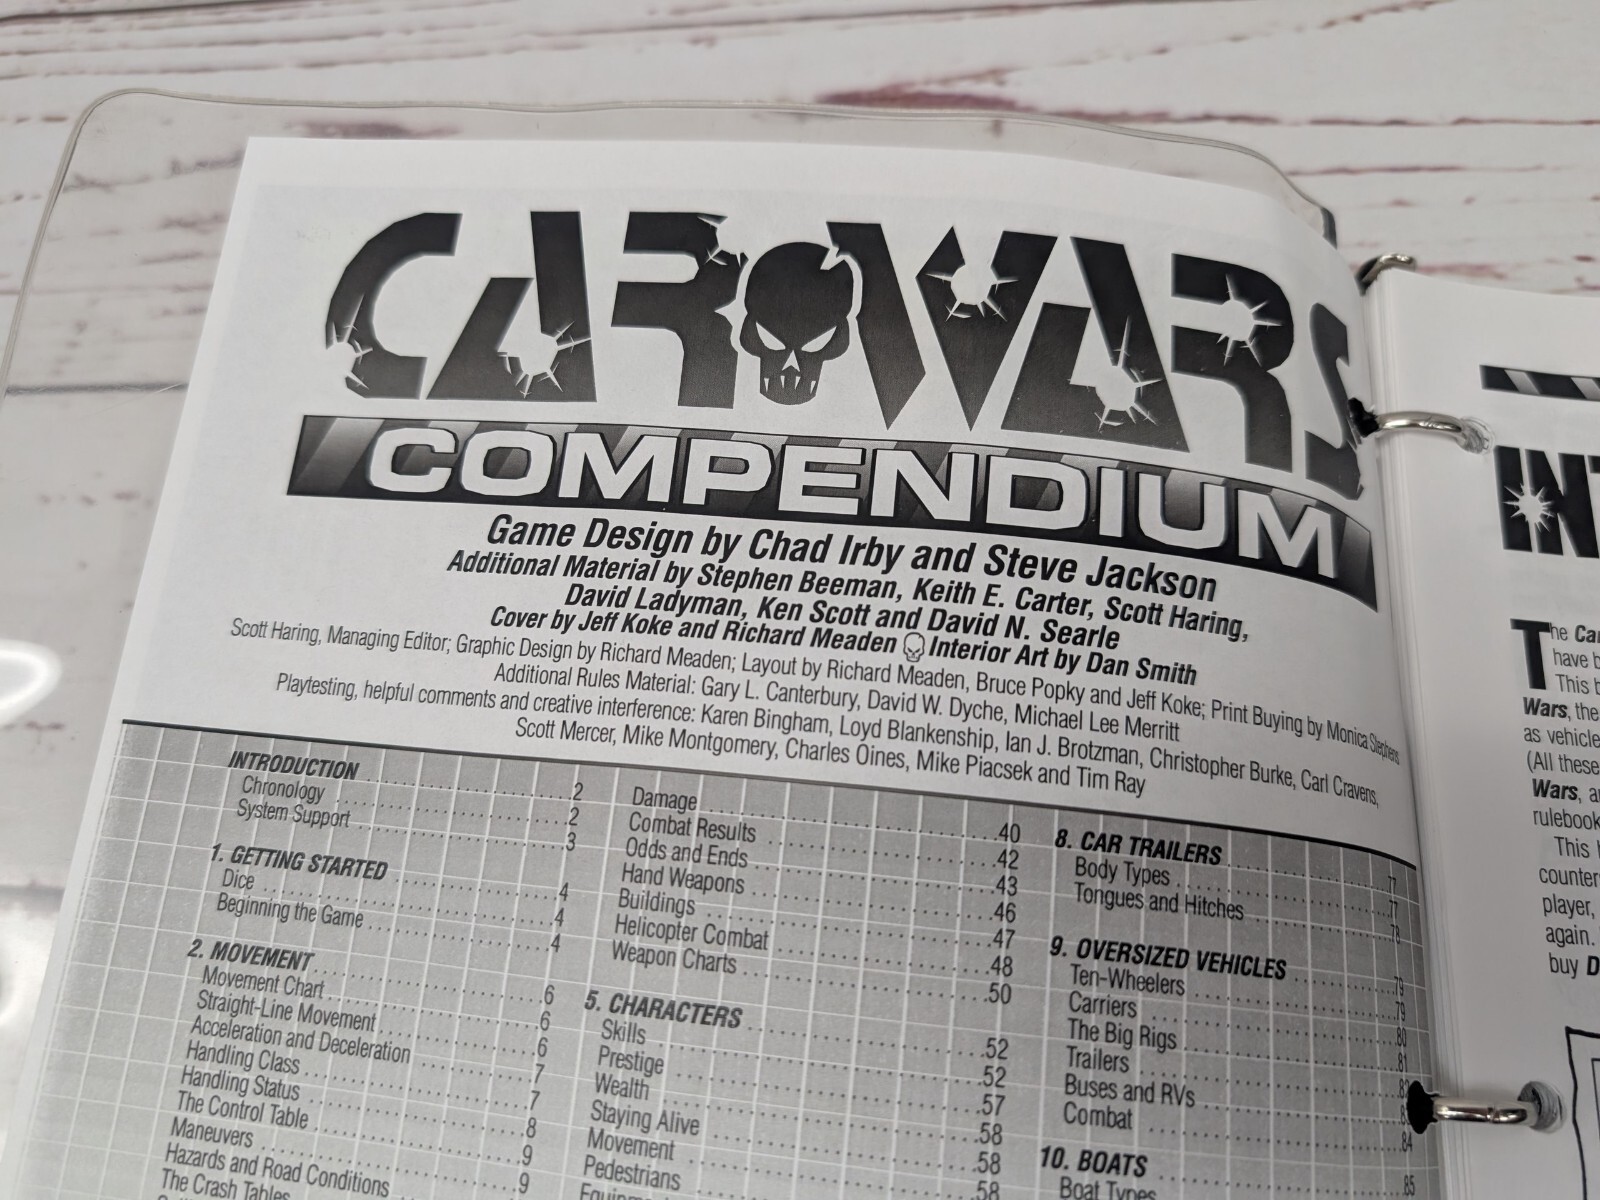 CAR WARS
COMPENDIUM
Game Design by Chad Irby and Steve Jackson
Additional Material by Stephen Beeman, Keith E. Carter, Scott Haring,
David Ladyman, Ken Scott and David N. Searle
Cover by Jeff Koke and Richard Meaden Interior Art by Dan Smith
Scott Haring, Managing Editor; Graphic Design by Richard Meaden; Layout by Richard Meaden, Bruce Popky and Jeff Koke; Print Buying by Monica Stephens
Additional Rules Material: Gary L. Canterbury, David W. Dyche, Michael Lee Merritt
Playtesting, helpful comments and creative interference: Karen Bingham, Loyd Blankenship, Ian J. Brotzman, Christopher Burke, Carl Cravens,
Scott Mercer, Mike Montgomery, Charles Oines, Mike Piacsek and Tim Ray
INTRODUCTION 2
Chronology 2
System Support 3
1. GETTING STARTED 4
Dice 4
Beginning the Game 4
2. MOVEMENT 6
Movement Chart 6
Straight-Line Movement 6
Acceleration and Deceleration 7
Handling Class 7
Handling Status 8
The Control Table 9
Maneuvers 9
Hazards and Road Conditions
The Crash Tables
Damage 40
Combat Results 42
Odds and Ends 43
Hand Weapons 46
Buildings 47
Helicopter Combat 48
Weapon Charts 50
5. CHARACTERS 52
Skills 52
Prestige 57
Wealth 58
Staying Alive 58
Movement 58
Pedestrians
8. CAR TRAILERS 77
Body Types 77
Tongues and Hitches 78
9. OVERSIZED VEHICLES 79
Ten-Wheelers 79
Carriers 80
The Big Rigs 81
Trailers
Buses and RVs
Combat 84
10. BOATS 85
Boat Types
INT
The Car
have b
This b
Wars, the
as vehicle
(All these
Wars, a
rulebook
This
counter
player,
again.
buy D